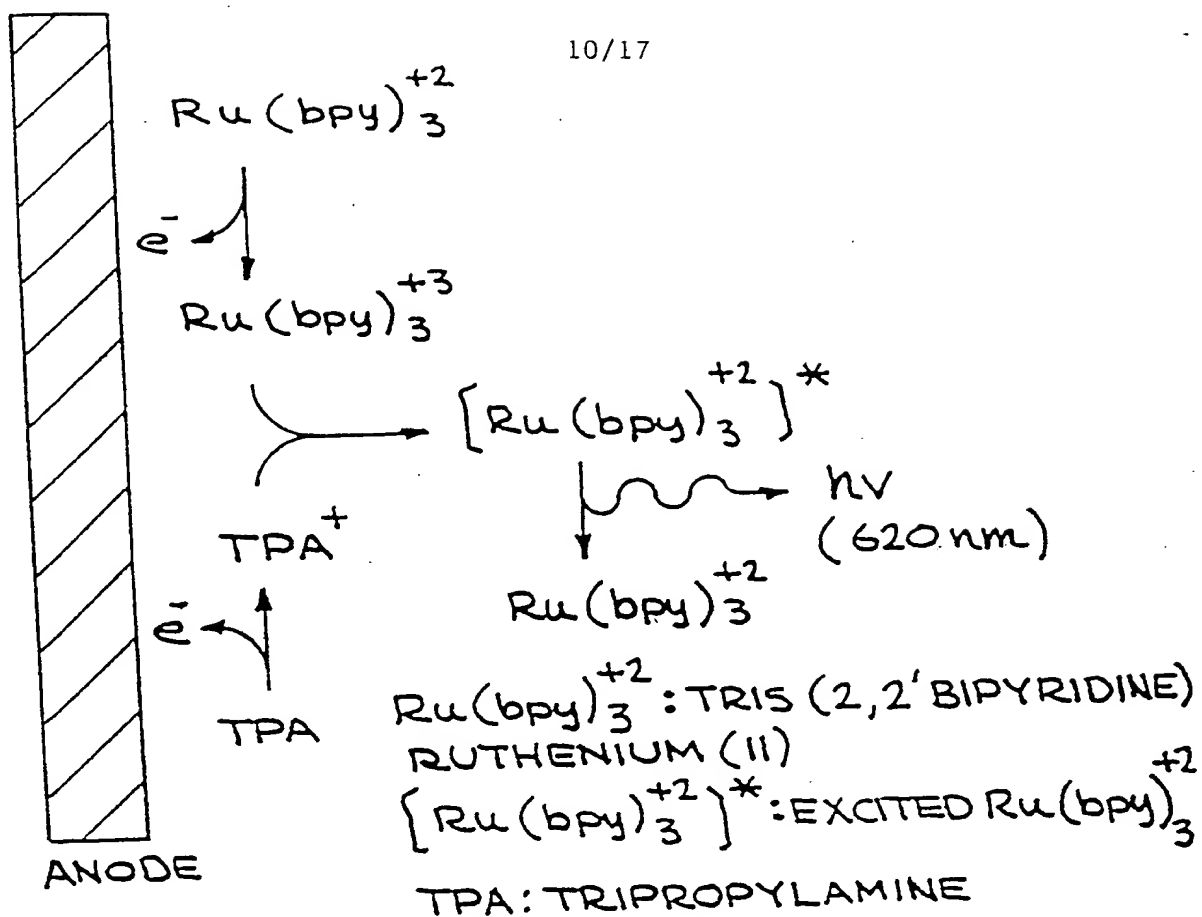 10/17
Ru(bpy)₃⁺²
e⁻
Ru(bpy)₃⁺³
[Ru(bpy)₃⁺²]*
hν
(620 nm)
TPA⁺
Ru(bpy)₃⁺²
e⁻
TPA
Ru(bpy)₃⁺²: TRIS (2,2' BIPYRIDINE)
RUTHENIUM (II)
[Ru(bpy)₃⁺²]*: EXCITED Ru(bpy)₃⁺²
ANODE
TPA: TRIPROPYLAMINE